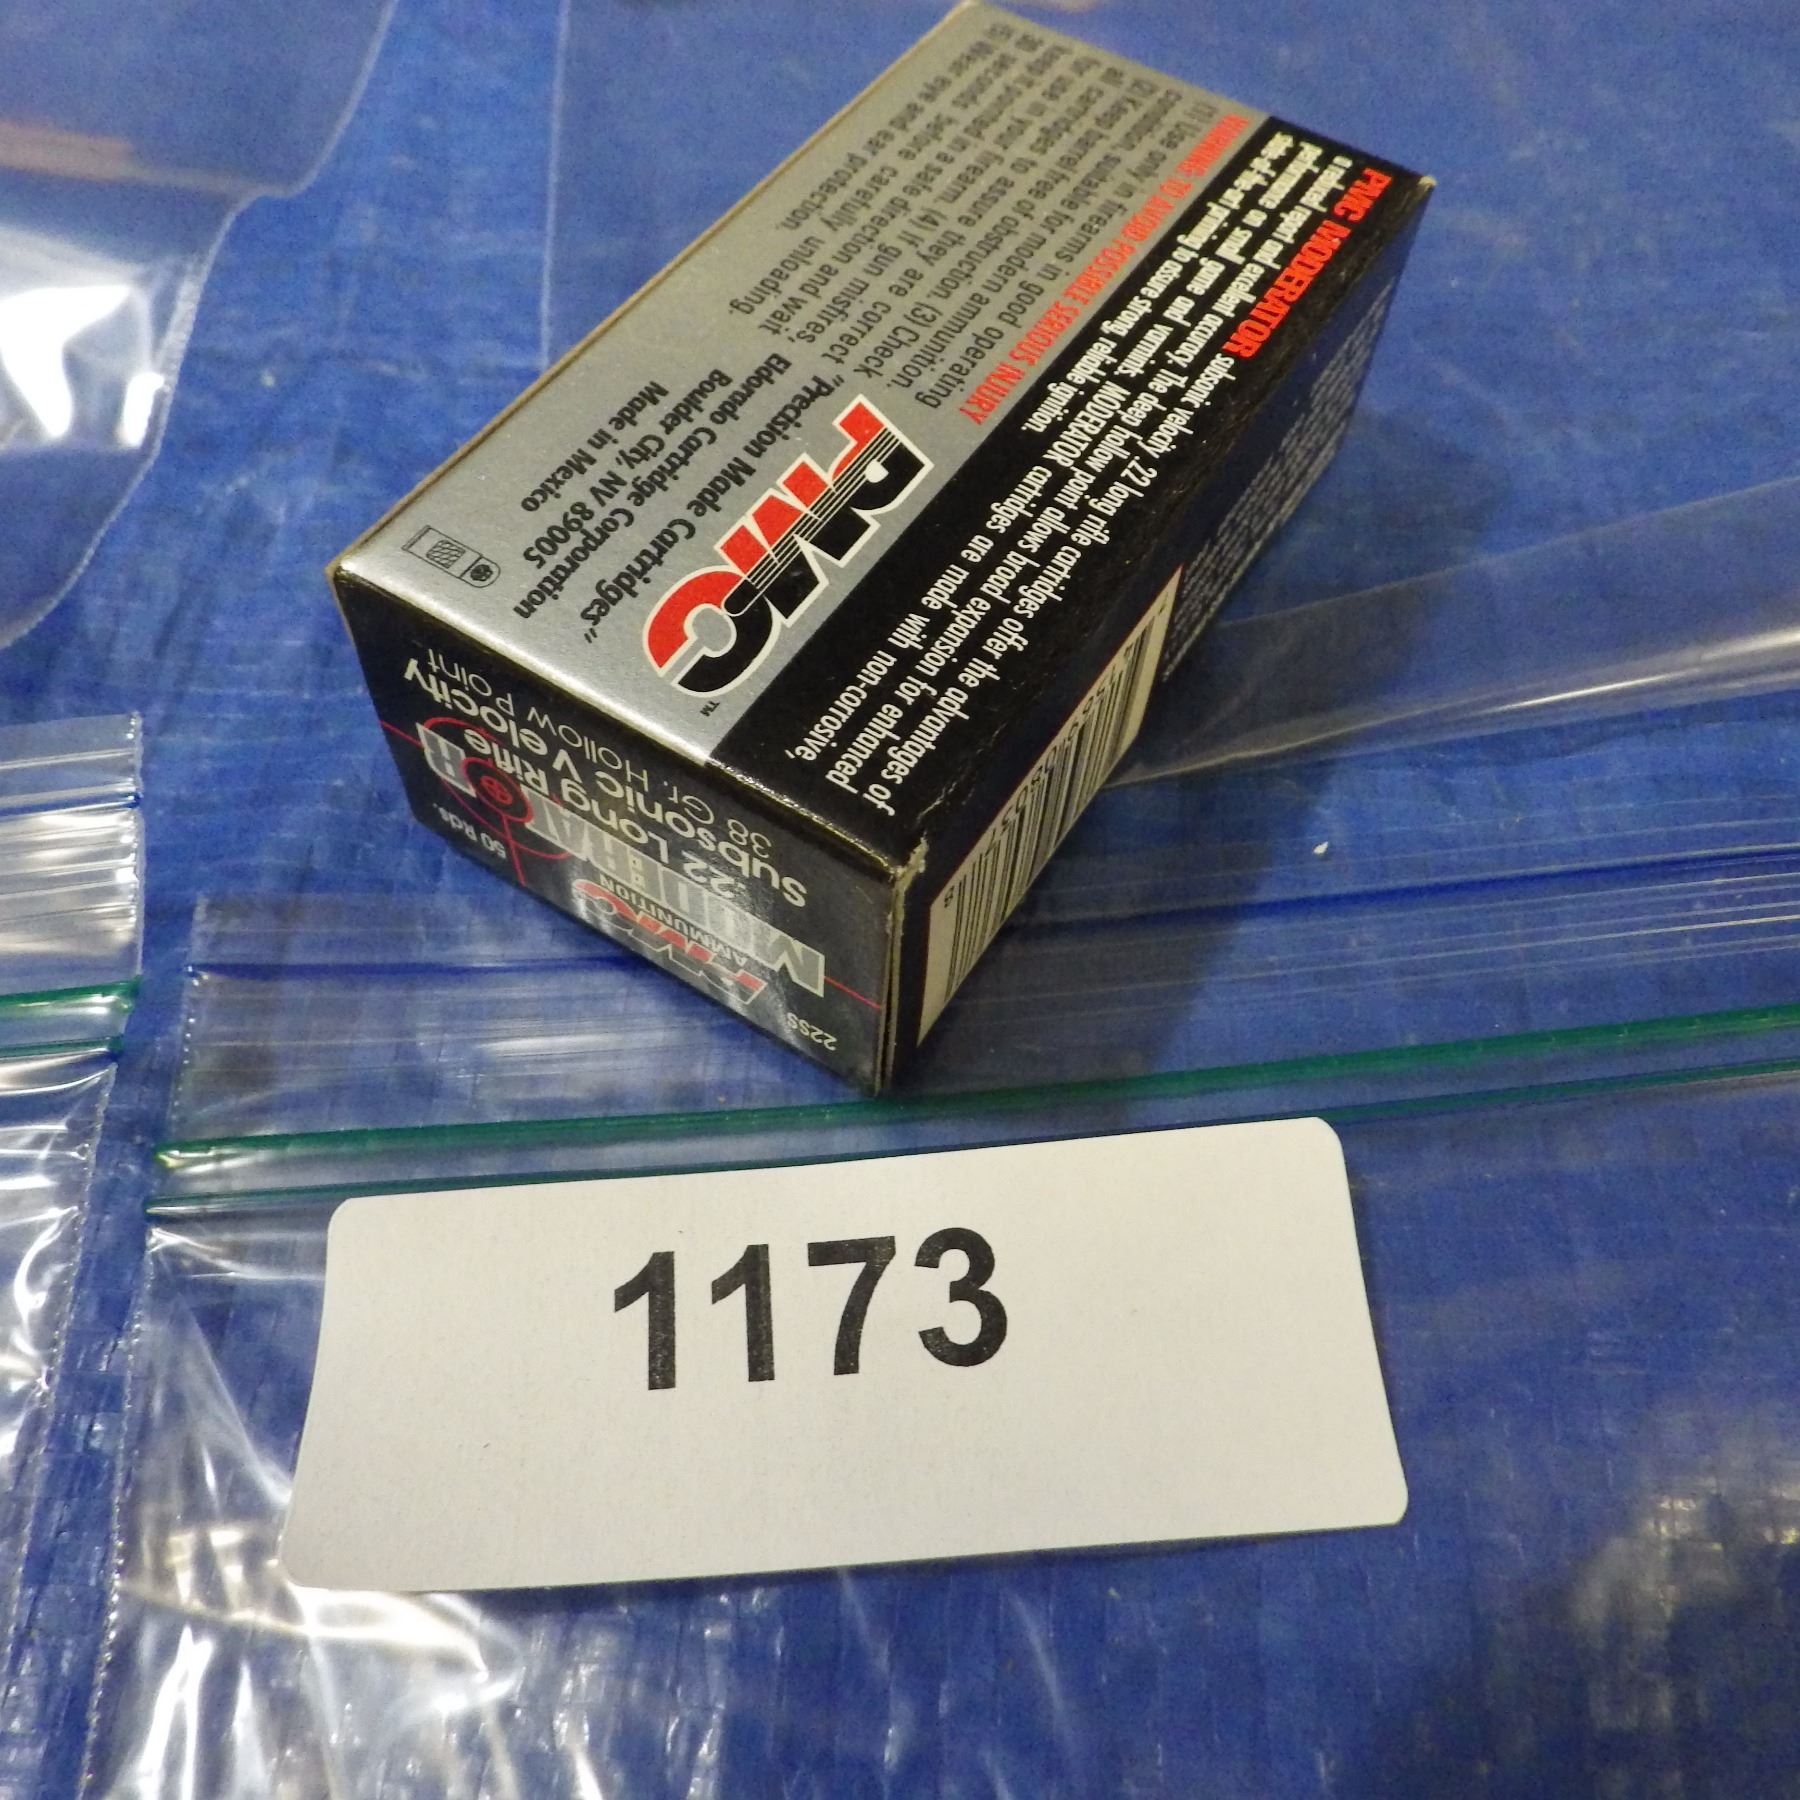 WARNING: TO AVOID POSSIBLE SERIOUS INJURY
(1) Use only in firearms in good operating
condition, suitable for modern ammunition.
(2) Keep barrel free of obstruction. (3) Check
all cartridges to assure they are correct
for use in your firearm. (4) If gun misfires,
keep it pointed in a safe direction and wait
30 seconds before carefully unloading.
(5) Wear eye and ear protection.
PMC
TM
"Precision Made Cartridges"
Eldorado Cartridge Corporation
Boulder City, NV 89005
Made in Mexico
PMC MODERATOR subsonic velocity .22 long rifle cartridges offer the advantages of
a reduced report and excellent accuracy. The deep hollow point allows broad expansion for enhanced
performance on small game and varmints. MODERATOR cartridges are made with non-corrosive,
state-of-the-art priming to assure strong, reliable ignition.
22SS
PMC
AMMUNITION
50 Rds.
MODERATOR
.22 Long Rifle
Subsonic Velocity
38 Gr. Hollow Point
1173